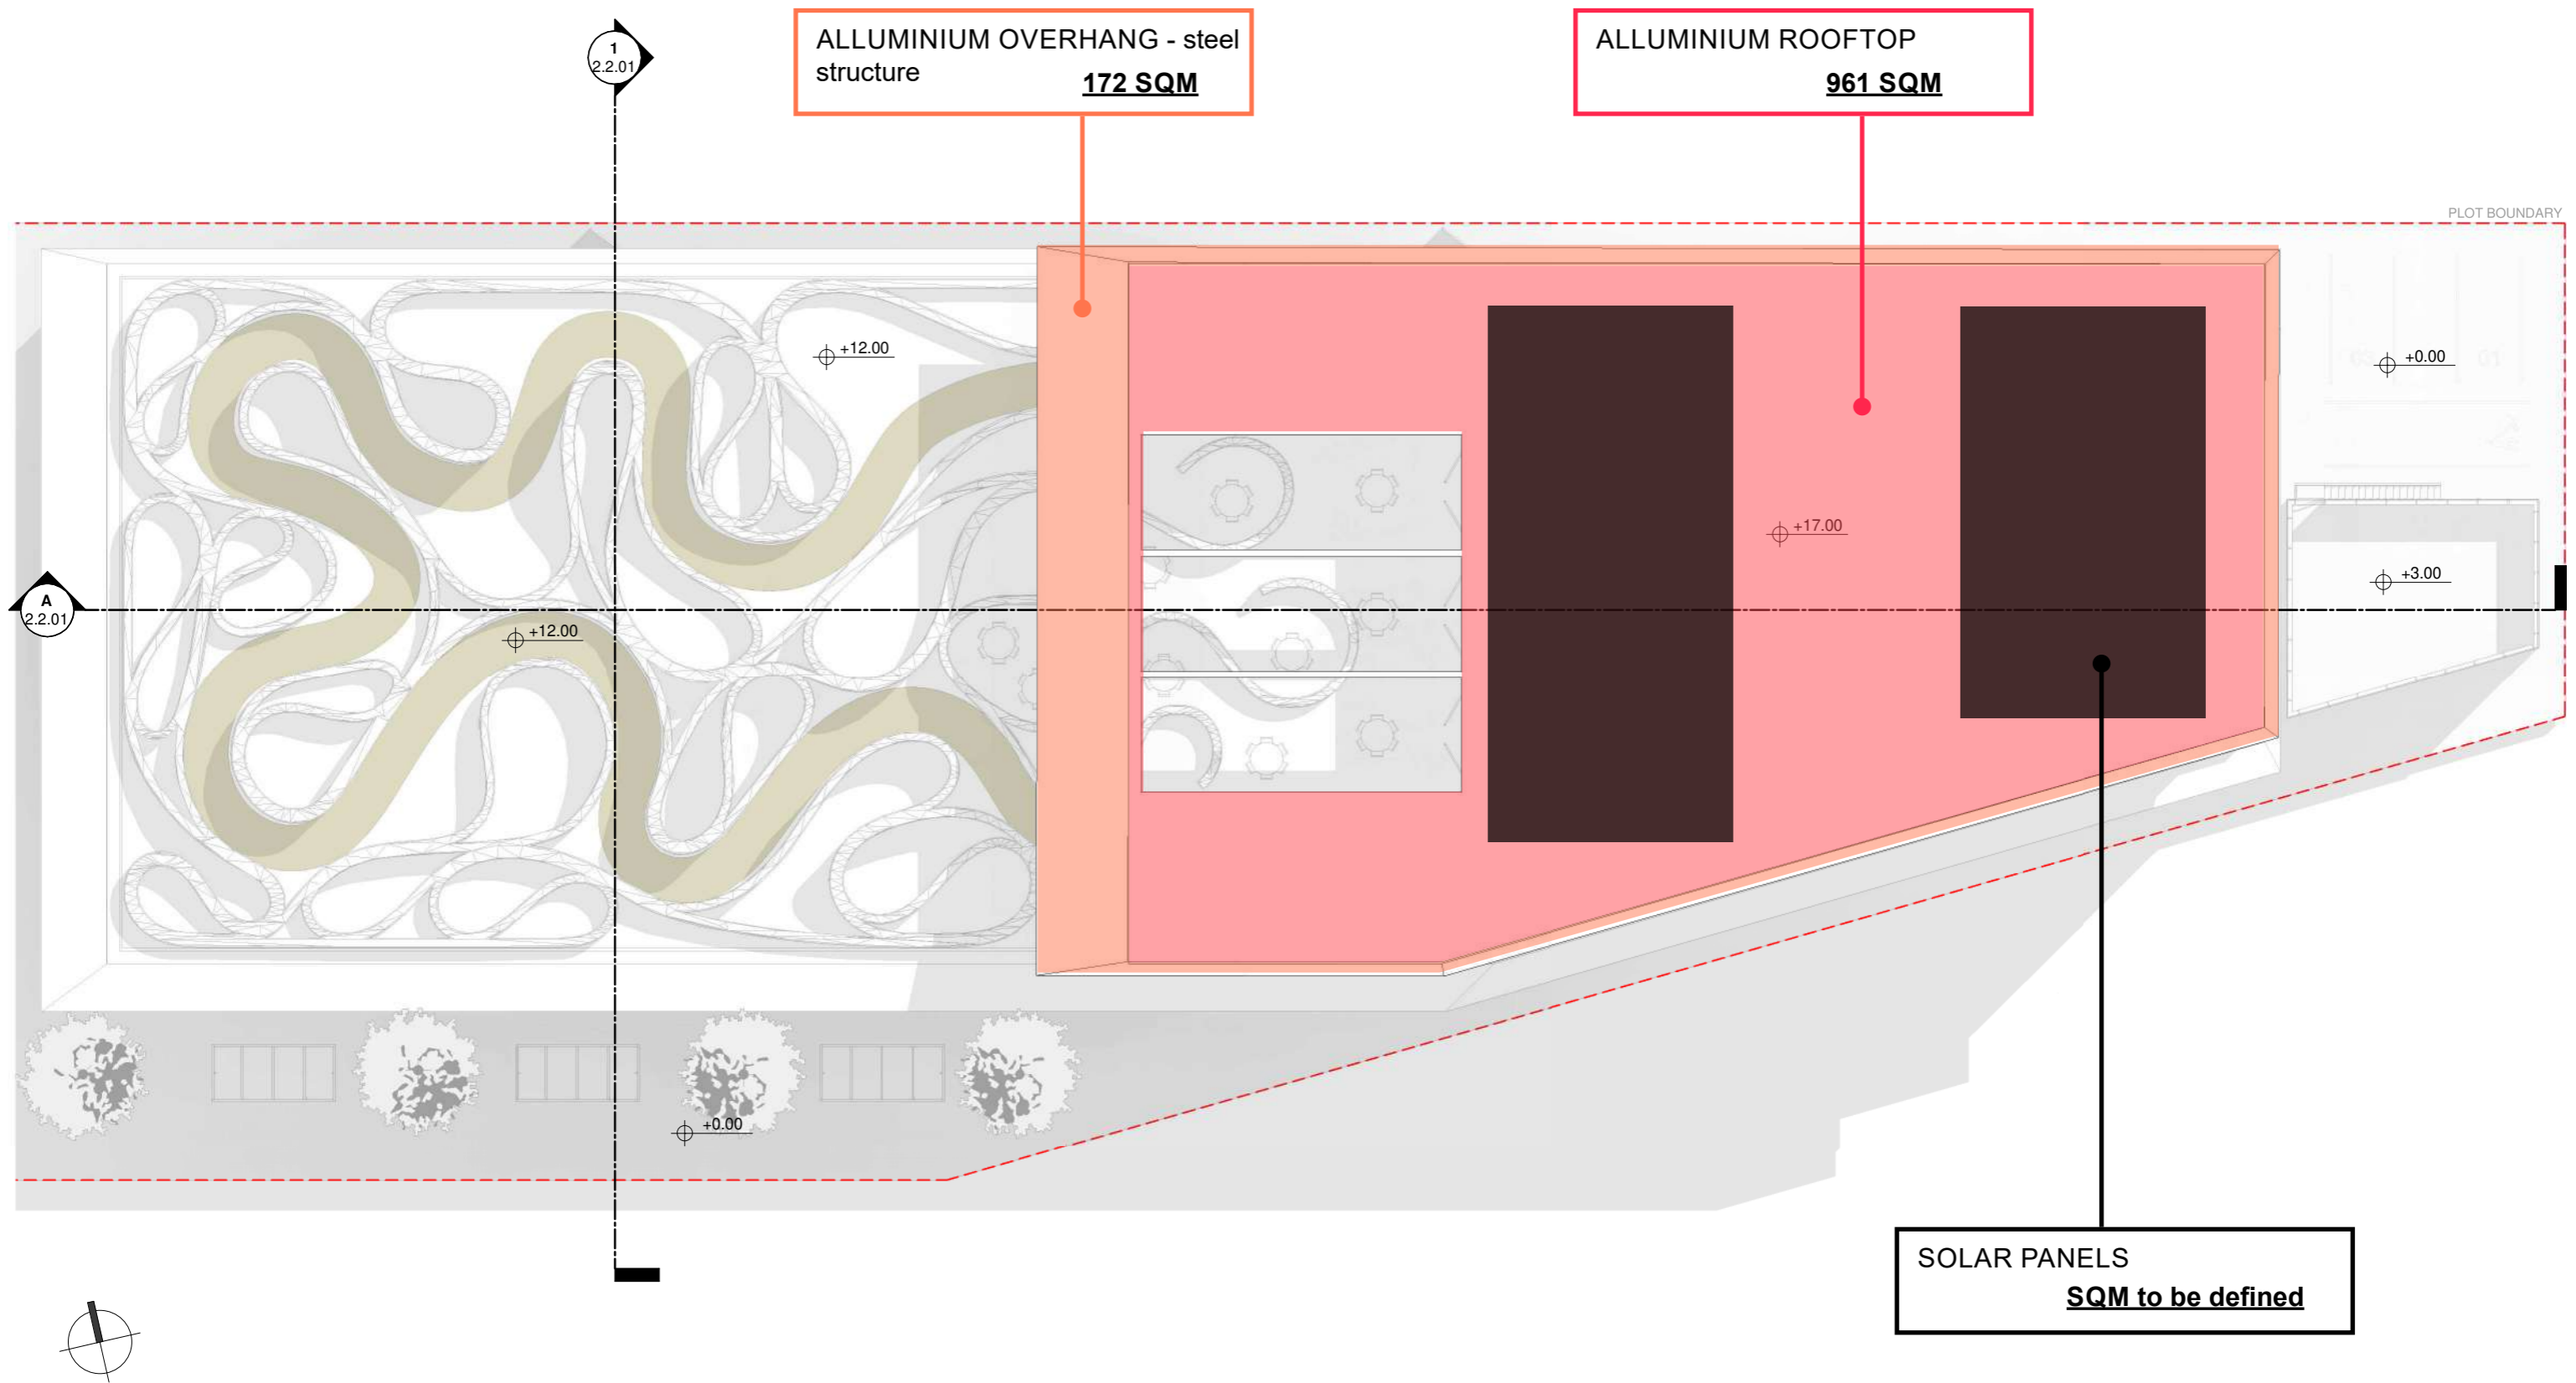 1
2.2.01
ALLUMINIUM OVERHANG - steel
structure
172 SQM
ALLUMINIUM ROOFTOP
961 SQM
PLOT BOUNDARY
+12.00
+0.00
01
+17.00
+3.00
A
2.2.01
+12.00
+0.00
SOLAR PANELS
SQM to be defined